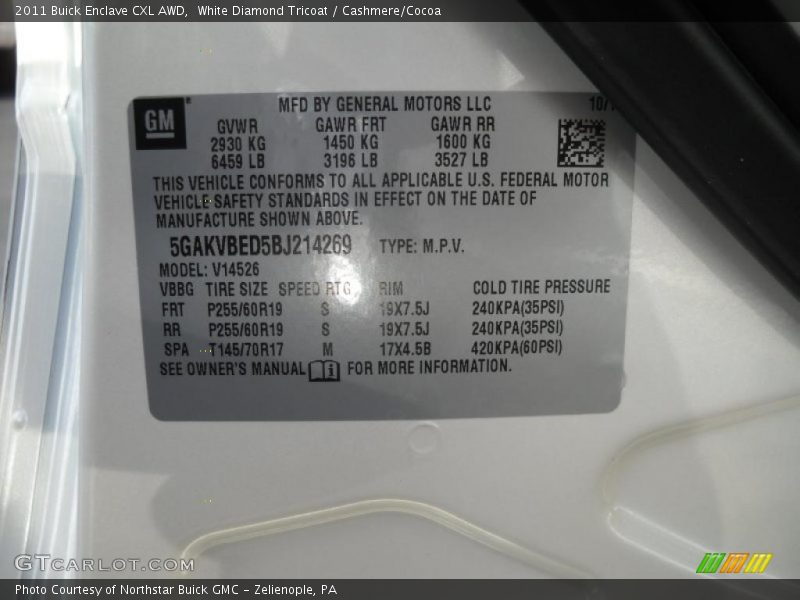 2011 Buick Enclave CXL AWD, White Diamond Tricoat / Cashmere/Cocoa
GM
MFD BY GENERAL MOTORS LLC 10/
GVWR GAWR FRT GAWR RR
2930 KG 1450 KG 1600 KG
6459 LB 3196 LB 3527 LB
THIS VEHICLE CONFORMS TO ALL APPLICABLE U.S. FEDERAL MOTOR
VEHICLE SAFETY STANDARDS IN EFFECT ON THE DATE OF
MANUFACTURE SHOWN ABOVE.
5GAKVBED5BJ214269 TYPE: M.P.V.
MODEL: V14526
VBBG TIRE SIZE SPEED RTG RIM COLD TIRE PRESSURE
FRT P255/60R19 S 19X7.5J 240KPA(35PSI)
RR P255/60R19 S 19X7.5J 240KPA(35PSI)
SPA T145/70R17 M 17X4.5B 420KPA(60PSI)
SEE OWNER'S MANUAL FOR MORE INFORMATION.
GTCARLOT.COM
Photo Courtesy of Northstar Buick GMC - Zelienople, PA